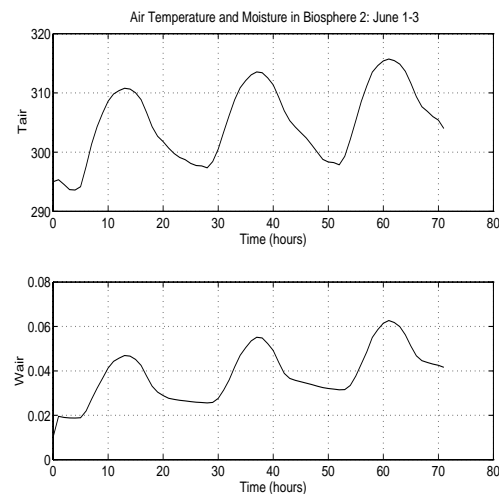 Air Temperature and Moisture in Biosphere 2: June 1-3
320
310
300
290
Tair
0 10 20 30 40 50 60 70 80
Time (hours)
0.08
0.06
0.04
0.02
0
Wair
0 10 20 30 40 50 60 70 80
Time (hours)